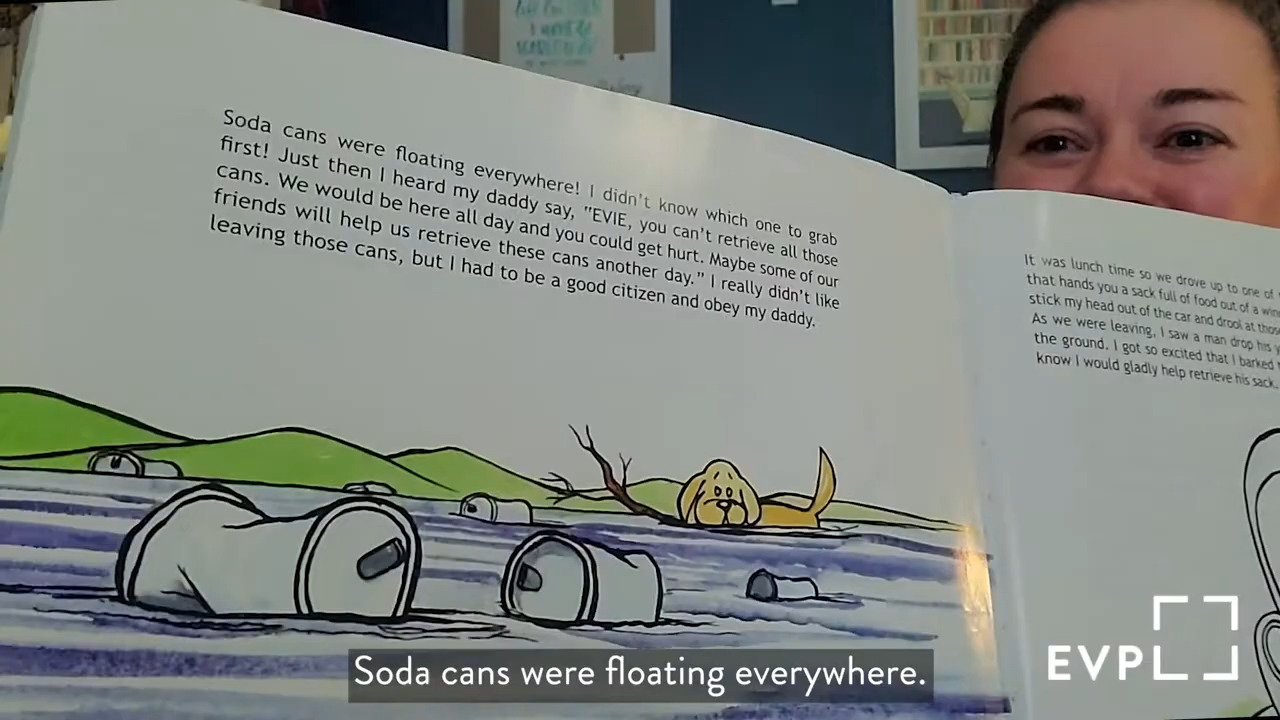 Soda cans were floating everywhere! I didn't know which one to grab
first! Just then I heard my daddy say, "EVIE, you can't retrieve all those
cans. We would be here all day and you could get hurt. Maybe some of our
friends will help us retrieve these cans another day." I really didn't like
leaving those cans, but I had to be a good citizen and obey my daddy.
It was lunch time so we drove up to one of
that hands you a sack full of food out of a
stick my head out of the car and drool at
As we were leaving, I saw a man drop his
the ground. I got so excited that I barked
know I would gladly help retrieve his sack,
Soda cans were floating everywhere.
EVPL